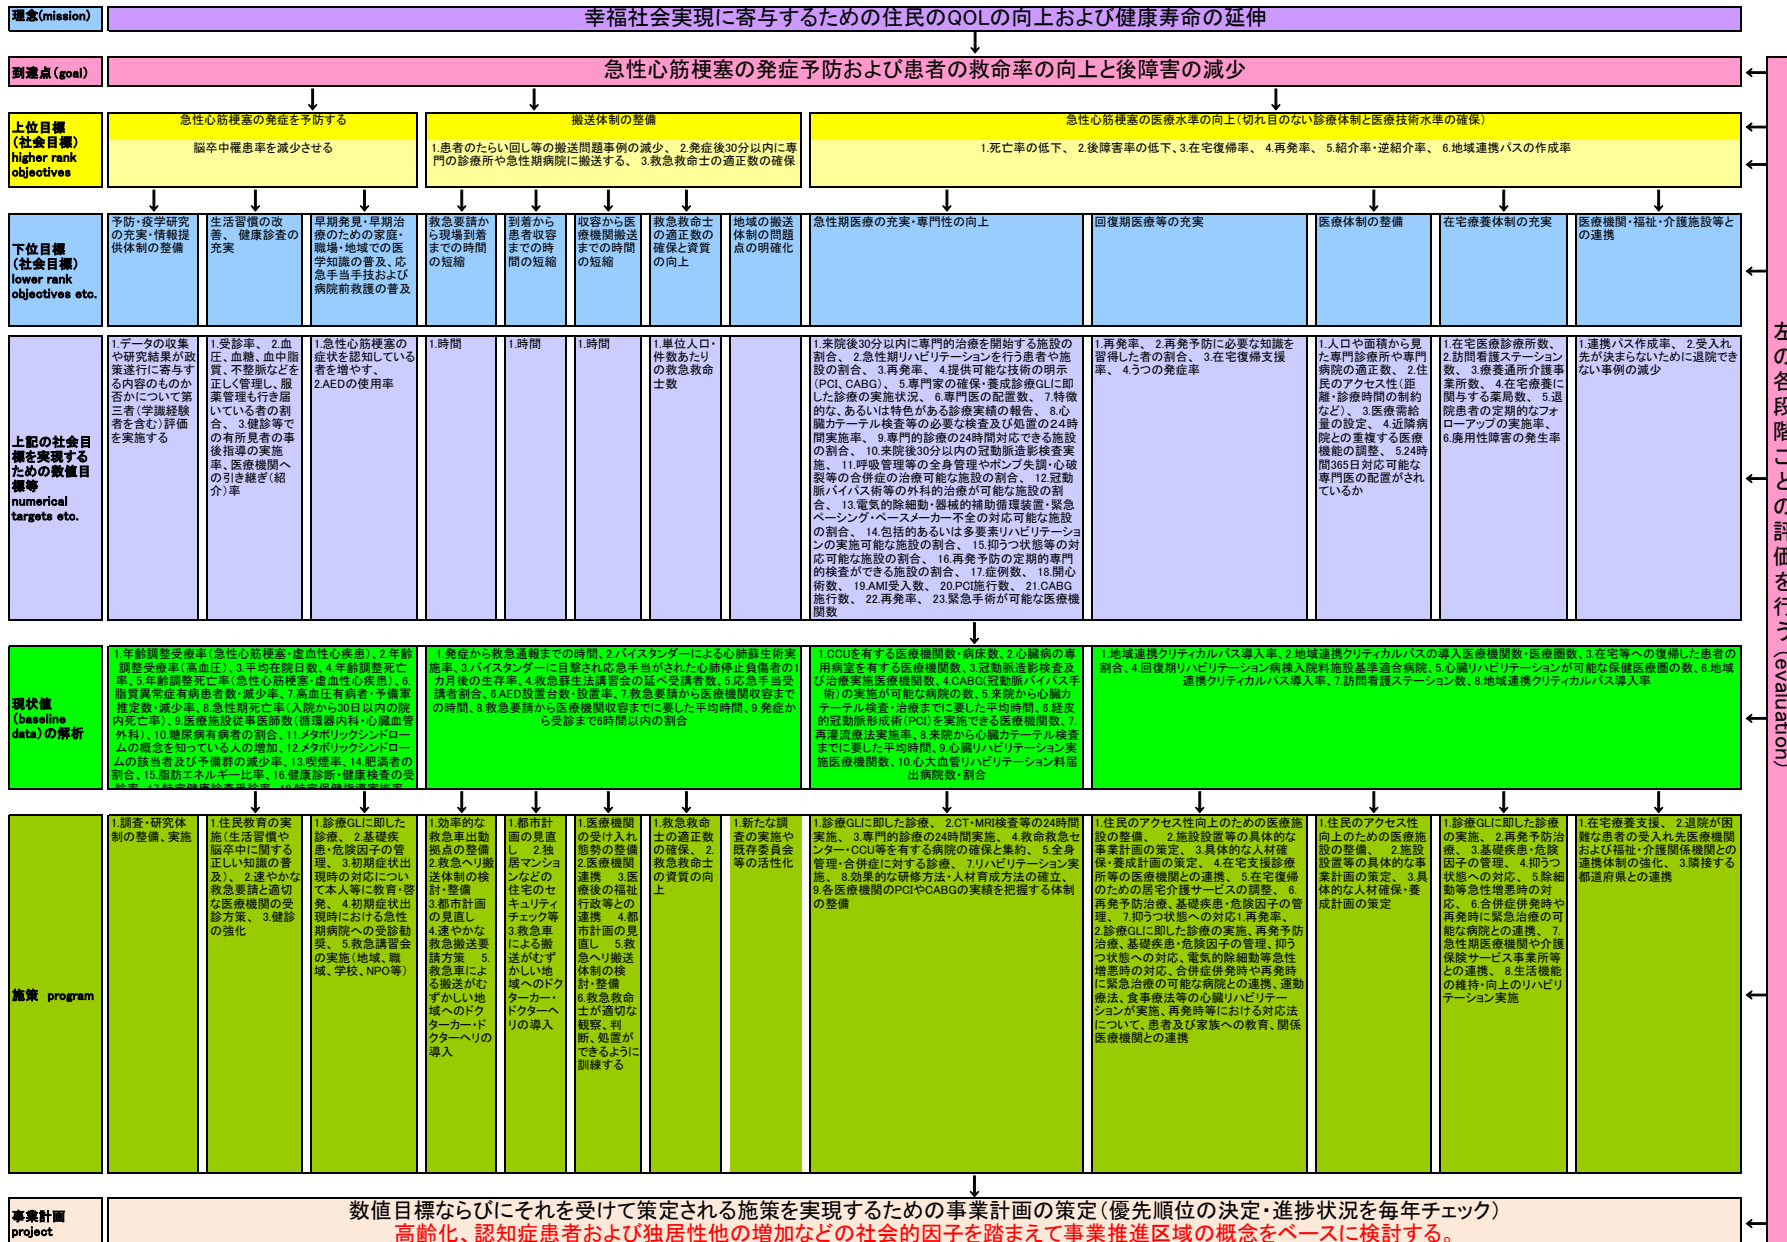 理念(mission)
幸福社会実現に寄与するための住民のQOLの向上および健康寿命の延伸
到達点(goal)
急性心筋梗塞の発症予防および患者の救命率の向上と後障害の減少
上位目標
(社会目標)
higher rank
objectives
急性心筋梗塞の発症を予防する
脳卒中罹患率を減少させる
搬送体制の整備
1.患者のたらい回し等の搬送問題事例の減少、 2.発症後30分以内に専
門の診療所や急性期病院に搬送する、 3.救急救命士の適正数の確保
急性心筋梗塞の医療水準の向上(切れ目のない診療体制と医療技術水準の確保)
1.死亡率の低下、 2.後障害率の低下、3.在宅復帰率、 4.再発率、 5.紹介率・逆紹介率、 6.地域連携パスの作成率
下位目標
(社会目標)
lower rank
objectives etc.
予防・疫学研究
の充実・情報提
供体制の整備
生活習慣の改
善、 健康診査の
充実
早期発見・早期治
療のための家庭・
職場・地域での医
学知識の普及、応
急手当手技および
病院前救護の普及
救急要請か
ら現場到着
までの時間
の短縮
到着から
患者収容
までの時
間の短縮
収容から医
療機関搬送
までの時間
の短縮
救急救命士
の適正数の
確保と資質
の向上
地域の搬送
体制の問題
点の明確化
急性期医療の充実・専門性の向上
回復期医療等の充実
医療体制の整備
在宅療養体制の充実
医療機関・福祉・介護施設等と
の連携
上記の社会目
標を実現する
ための数値目
標等
numerical
targets etc.
1.データの収集
や研究結果が政
策遂行に寄与す
る内容のものか
否かについて第
三者(学識経験
者を含む)評価
を実施する
1.受診率、 2.血
圧、血糖、血中脂
質、不整脈などを
正しく管理し、服
薬管理も行き届
いている者の割
合、 3.健診等で
の有所見者の事
後指導の実施
率、医療機関へ
の引き継ぎ(紹
介)率
1.急性心筋梗塞の
症状を認知している
者を増やす、
2.AEDの使用率
1.時間
1.時間
1.時間
1.単位人口・
件数あたり
の救急救命
士数
1.来院後30分以内に専門的治療を開始する施設の
割合、 2.急性期リハビリテーションを行う患者や施
設の割合、 3.再発率、 4.提供可能な技術の明示
(PCI、CABG)、 5.専門家の確保・養成診療GLに即
した診療の実施状況、 6.専門医の配置数、 7.特徴
的な、あるいは特色がある診療実績の報告、 8.心
臓カテーテル検査等の必要な検査及び処置の24時
間実施率、 9.専門的診療の24時間対応できる施設
の割合、 10.来院後30分以内の冠動脈造影検査実
施、 11.呼吸管理等の全身管理やポンプ失調・心破
裂等の合併症の治療可能な施設の割合、 12.冠動
脈バイパス術等の外科的治療が可能な施設の割
合、 13.電気的除細動・器械的補助循環装置・緊急
ペーシング・ペースメーカー不全の対応可能な施設
の割合、 14.包括的あるいは多要素リハビリテーショ
ンの実施可能な施設の割合、 15.抑うつ状態等の対
応可能な施設の割合、 16.再発予防の定期的専門
的検査ができる施設の割合、 17.症例数、 18.開心
術数、 19.AMI受入数、 20.PCI施行数、 21.CABG
施行数、 22.再発率、 23.緊急手術が可能な医療機
関数
1.再発率、 2.再発予防に必要な知識を
習得した者の割合、 3.在宅復帰支援
率、 4.うつの発症率
1.人口や面積から見
た専門診療所や専門
病院の適正数、 2.住
民のアクセス性(距
離・診療時間の制約
など)、 3.医療需給
量の設定、 4.近隣
病院との重複する医療
機能の調整、 5.24時
間365日対応可能な
専門医の配置がされ
ているか
1.在宅医療診療所数、
2.訪問看護ステーション
数、 3.療養通所介護事
業所数、 4.在宅療養に
関与する薬局数、 5.退
院患者の定期的なフォ
ローアップの実施率、
6.廃用性障害の発生率
1.連携パス作成率、 2.受入れ
先が決まらないために退院でき
ない事例の減少
現状値
(baseline
data)の解析
1.年齢調整受療率(急性心筋梗塞・虚血性心疾患)、2.年齢
調整受療率(高血圧)、3.平均在院日数、4.年齢調整死亡
率、5.年齢調整死亡率(急性心筋梗塞・虚血性心疾患)、6.
脂質異常症有病患者数・減少率、7.高血圧有病者・予備軍
推定数・減少率、8.急性期死亡率(入院から30日以内の院
内死亡率)、9.医療施設従事医師数(循環器内科・心臓血管
外科)、10.糖尿病有病者の割合、11.メタボリックシンドロー
ムの概念を知っている人の増加、12.メタボリックシンドロー
ムの該当者及び予備群の減少率、13.喫煙率、14.肥満者の
割合、15.脂肪エネルギー比率、16.健康診断・健康検査の受
診率、17.特定健康診査受診率、18.特定保健指導実施率
1.発症から救急通報までの時間、2.バイスタンダーによる心肺蘇生術実
施率、3.バイスタンダーに目撃され応急手当がされた心肺停止負傷者の1
カ月後の生存率、4.救急蘇生法講習会の延べ受講者数、5.応急手当受
講者割合、6.AED設置台数・設置率、7.救急要請から医療機関収容まで
の時間、8.救急要請から医療機関収容までに要した平均時間、9.発症か
ら受診まで6時間以内の割合
1.CCUを有する医療機関数・病床数、2.心臓病の専
用病室を有する医療機関数、3.冠動脈造影検査及
び治療実施医療機関数、4.CABG(冠動脈バイパス手
術)の実施が可能な病院の数、5.来院から心臓カ
テーテル検査・治療までに要した平均時間、6.経皮
的冠動脈形成術(PCI)を実施できる医療機関数、7.
再灌流療法実施率、8.来院から心臓カテーテル検査
までに要した平均時間、9.心臓リハビリテーション実
施医療機関数、10.心大血管リハビリテーション料届
出病院数・割合
1.地域連携クリティカルパス導入率、2.地域連携クリティカルパスの導入医療機関数・医療圏数、3.在宅等への復帰した患者の
割合、4.回復期リハビリテーション病棟入院料施設基準適合病院、5.心臓リハビリテーションが可能な保健医療圏の数、6.地域
連携クリティカルパス導入率、7.訪問看護ステーション数、8.地域連携クリティカルパス導入率
施策 program
1.調査・研究体
制の整備、実施
1.住民教育の実
施(生活習慣や
脳卒中に関する
正しい知識の普
及)、 2.速やかな
救急要請と適切
な医療機関の受
診方策、 3.健診
の強化
1.診療GLに即した
診療、 2.基礎疾
患・危険因子の管
理、 3.初期症状出
現時の対応につい
て本人等に教育・啓
発、 4.初期症状出
現時における急性
期病院への受診勧
奨、 5.救急講習会
の実施(地域、職
域、学校、NPO等)
1.効率的な
救急車出動
拠点の整備
2.救急ヘリ搬
送体制の検
討・整備
3.都市計画
の見直し
4.速やかな
救急搬送要
請方策 5.
救急車によ
る搬送がむ
ずかしい地
域へのドク
ターカー・ド
クターヘリの
導入
1.都市計
画の見直
し 2.独
居マンショ
ンなどの
住宅のセ
キュリティ
チェック等
3.救急車
による搬
送がむず
かしい地
域へのドク
ターカー・
ドクターヘ
リの導入
1.医療機関
の受け入れ
態勢の整備
2.医療機関
連携 3.医
療後の福祉
行政等との
連携 4.都
市計画の見
直し 5.救
急ヘリ搬送
体制の検
討・整備
6.救急救命
士が適切な
観察、判
断、処置が
できるように
訓練する
1.救急救命
士の適正数
の確保、 2.
救急救命士
の資質の向
上
1.新たな調
査の実施や
既存委員会
等の活性化
1.診療GLに即した診療、 2.CT・MRI検査等の24時間
実施、 3.専門的診療の24時間実施、 4.救命救急セ
ンター・CCU等を有する病院の確保と集約、 5.全身
管理・合併症に対する診療、 7.リハビリテーション実
施、 8.効果的な研修方法・人材育成方法の確立、
9.各医療機関のPCIやCABGの実績を把握する体制
の整備
1.住民のアクセス性向上のための医療施
設の整備、 2.施設設置等の具体的な
事業計画の策定、 3.具体的な人材確
保・養成計画の策定、 4.在宅支援診療
所等の医療機関との連携、 5.在宅復帰
のための居宅介護サービスの調整、 6.
再発予防治療、基礎疾患・危険因子の管
理、 7.抑うつ状態への対応1.再発率、
2.診療GLに即した診療の実施、再発予防
治療、基礎疾患・危険因子の管理、抑う
つ状態への対応、電気的除細動等急性
増悪時の対応、合併症併発時や再発時
に緊急治療の可能な病院との連携、運動
療法、食事療法等の心臓リハビリテー
ションが実施、再発時等における対応法
について、患者及び家族への教育、関係
医療機関との連携
1.住民のアクセス性
向上のための医療施
設の整備、 2.施設
設置等の具体的な事
業計画の策定、 3.具
体的な人材確保・養
成計画の策定
1.診療GLに即した診療
の実施、 2.再発予防治
療、 3.基礎疾患・危険
因子の管理、 4.抑うつ
状態への対応、 5.除細
動等急性増悪時の対
応、 6.合併症併発時や
再発時に緊急治療の可
能な病院との連携、 7.
急性期医療機関や介護
保険サービス事業所等
との連携、 8.生活機能
の維持・向上のリハビリ
テーション実施
1.在宅療養支援、 2.退院が困
難な患者の受入れ先医療機関
および福祉・介護関係機関との
連携体制の強化、 3.隣接する
都道府県との連携
事業計画
project
数値目標ならびにそれを受けて策定される施策を実現するための事業計画の策定(優先順位の決定・進捗状況を毎年チェック)
高齢化、認知症患者および独居性他の増加などの社会的因子を踏まえて事業推進区域の概念をベースに検討する。
左の各段階ごとの評価を行う(evaluation)